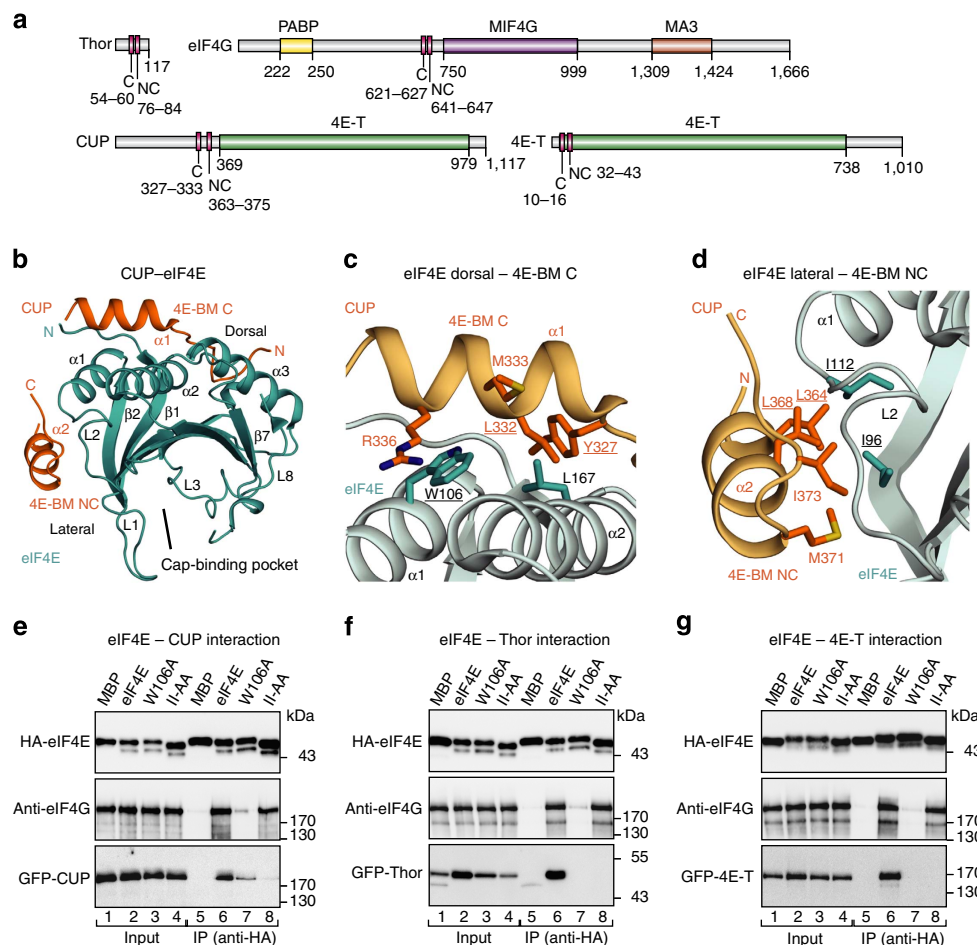 a
PABP MIF4G MA3
Thor eIF4G
117 222 250 750 999 1,309 1,424 1,666
C NC C NC
54–60 76–84 621–627 641–647
4E-T 4E-T
CUP 4E-T
369 979 1,117 738 1,010
C NC C NC 32–43
327–333 363–375 10–16
b
CUP–eIF4E
CUP 4E-BM C
N α1 Dorsal
N
α1 α2 α3
C β2 β1
α2 L2 β7
L3 L8
4E-BM NC
Lateral L1
eIF4E Cap-binding pocket
c
eIF4E dorsal – 4E-BM C
CUP 4E-BM C α1
M333
R336 L332 Y327
eIF4E L167
W106
α1 α2
d
eIF4E lateral – 4E-BM NC
CUP C α1
I112
N L368 L364 L2
I96
α2 I373
M371
4E-BM NC eIF4E
e
eIF4E – CUP interaction
MBP eIF4E W106A II-AA MBP eIF4E W106A II-AA
kDa
HA-eIF4E 43
Anti-eIF4G 170
130
GFP-CUP 170
130
1 2 3 4 5 6 7 8
Input IP (anti-HA)
f
eIF4E – Thor interaction
MBP eIF4E W106A II-AA MBP eIF4E W106A II-AA
kDa
HA-eIF4E 43
Anti-eIF4G 170
130
GFP-Thor 55
43
1 2 3 4 5 6 7 8
Input IP (anti-HA)
g
eIF4E – 4E-T interaction
MBP eIF4E W106A II-AA MBP eIF4E W106A II-AA
kDa
HA-eIF4E 43
Anti-eIF4G 170
130
GFP-4E-T 170
130
1 2 3 4 5 6 7 8
Input IP (anti-HA)